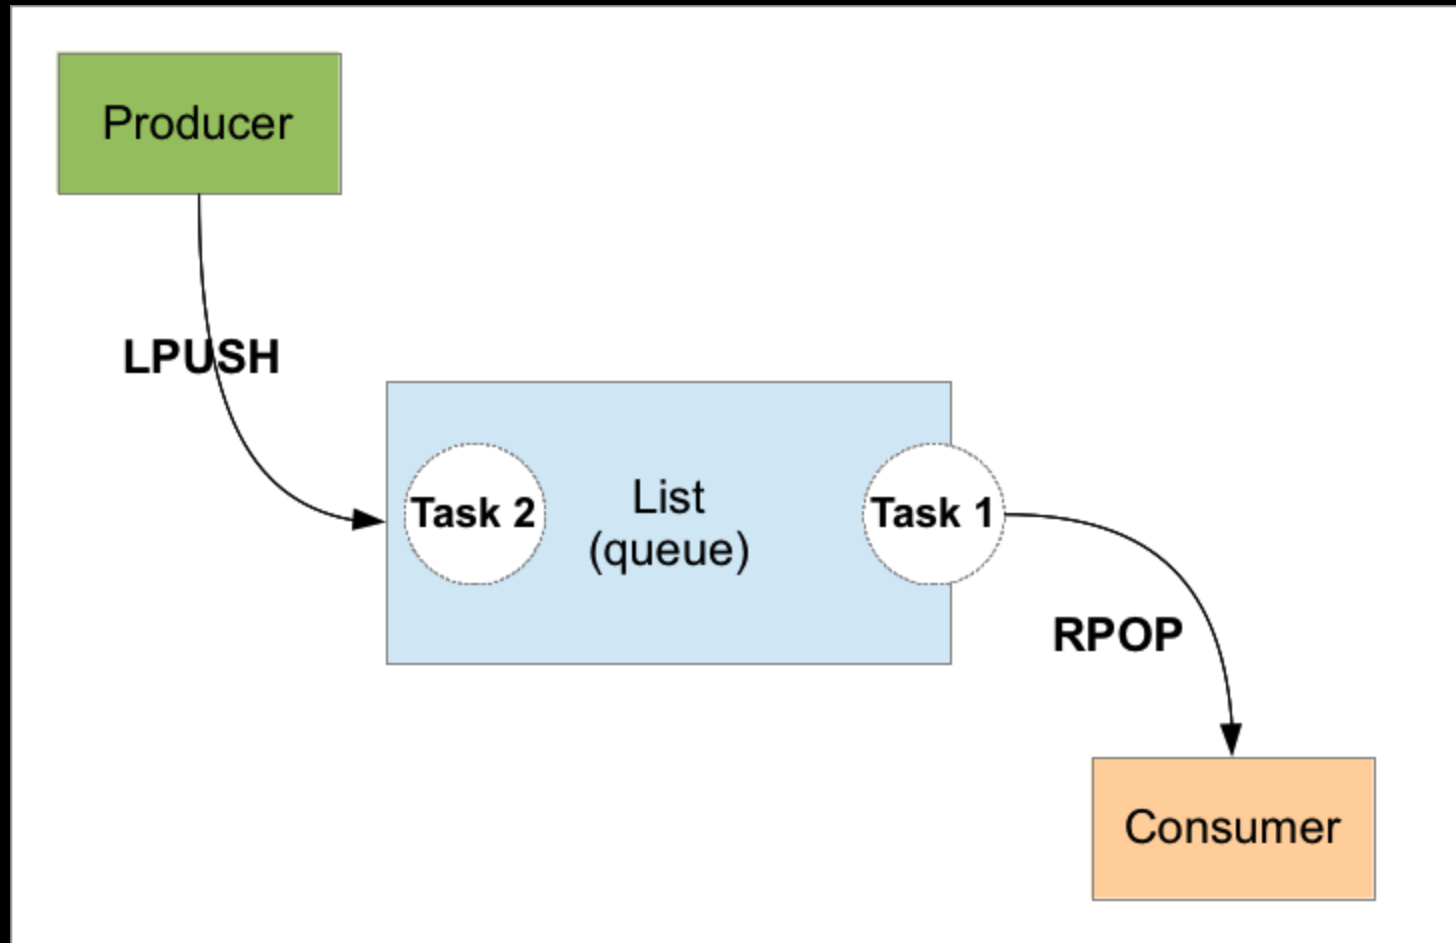 Producer
LPUSH
Task 2
List
(queue)
Task 1
RPOP
Consumer